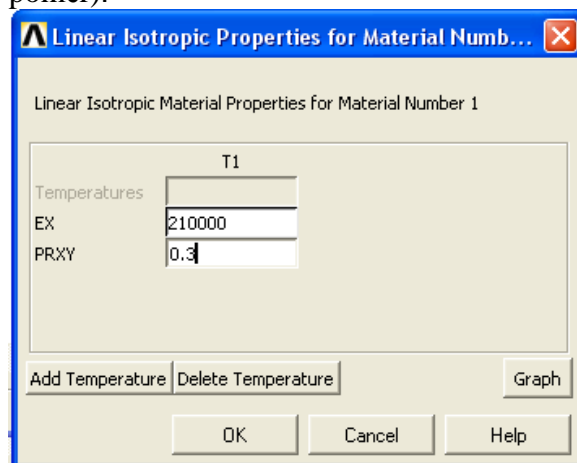 Linear Isotropic Properties for Material Numb...
Linear Isotropic Material Properties for Material Number 1
T1
Temperatures
EX 210000
PRXY 0.3
Add Temperature Delete Temperature Graph
OK Cancel Help